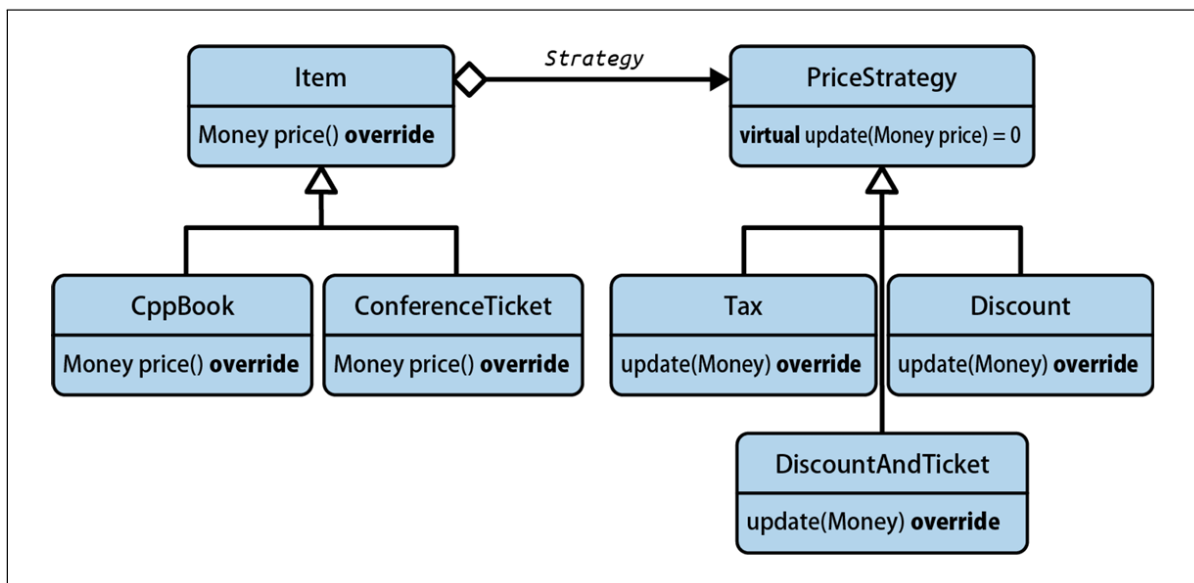 Strategy
Item
Money price() override
PriceStrategy
virtual update(Money price) = 0
CppBook
Money price() override
ConferenceTicket
Money price() override
Tax
update(Money) override
Discount
update(Money) override
DiscountAndTicket
update(Money) override